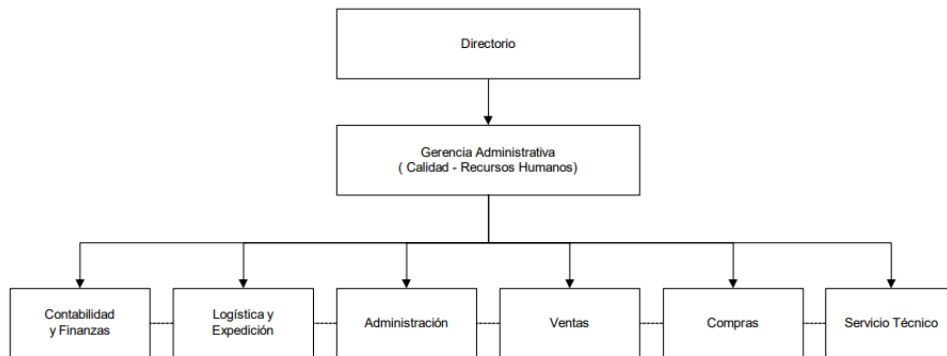 Directorio
Gerencia Administrativa
( Calidad - Recursos Humanos)
Contabilidad
y Finanzas
Logística y
Expedición
Administración
Ventas
Compras
Servicio Técnico